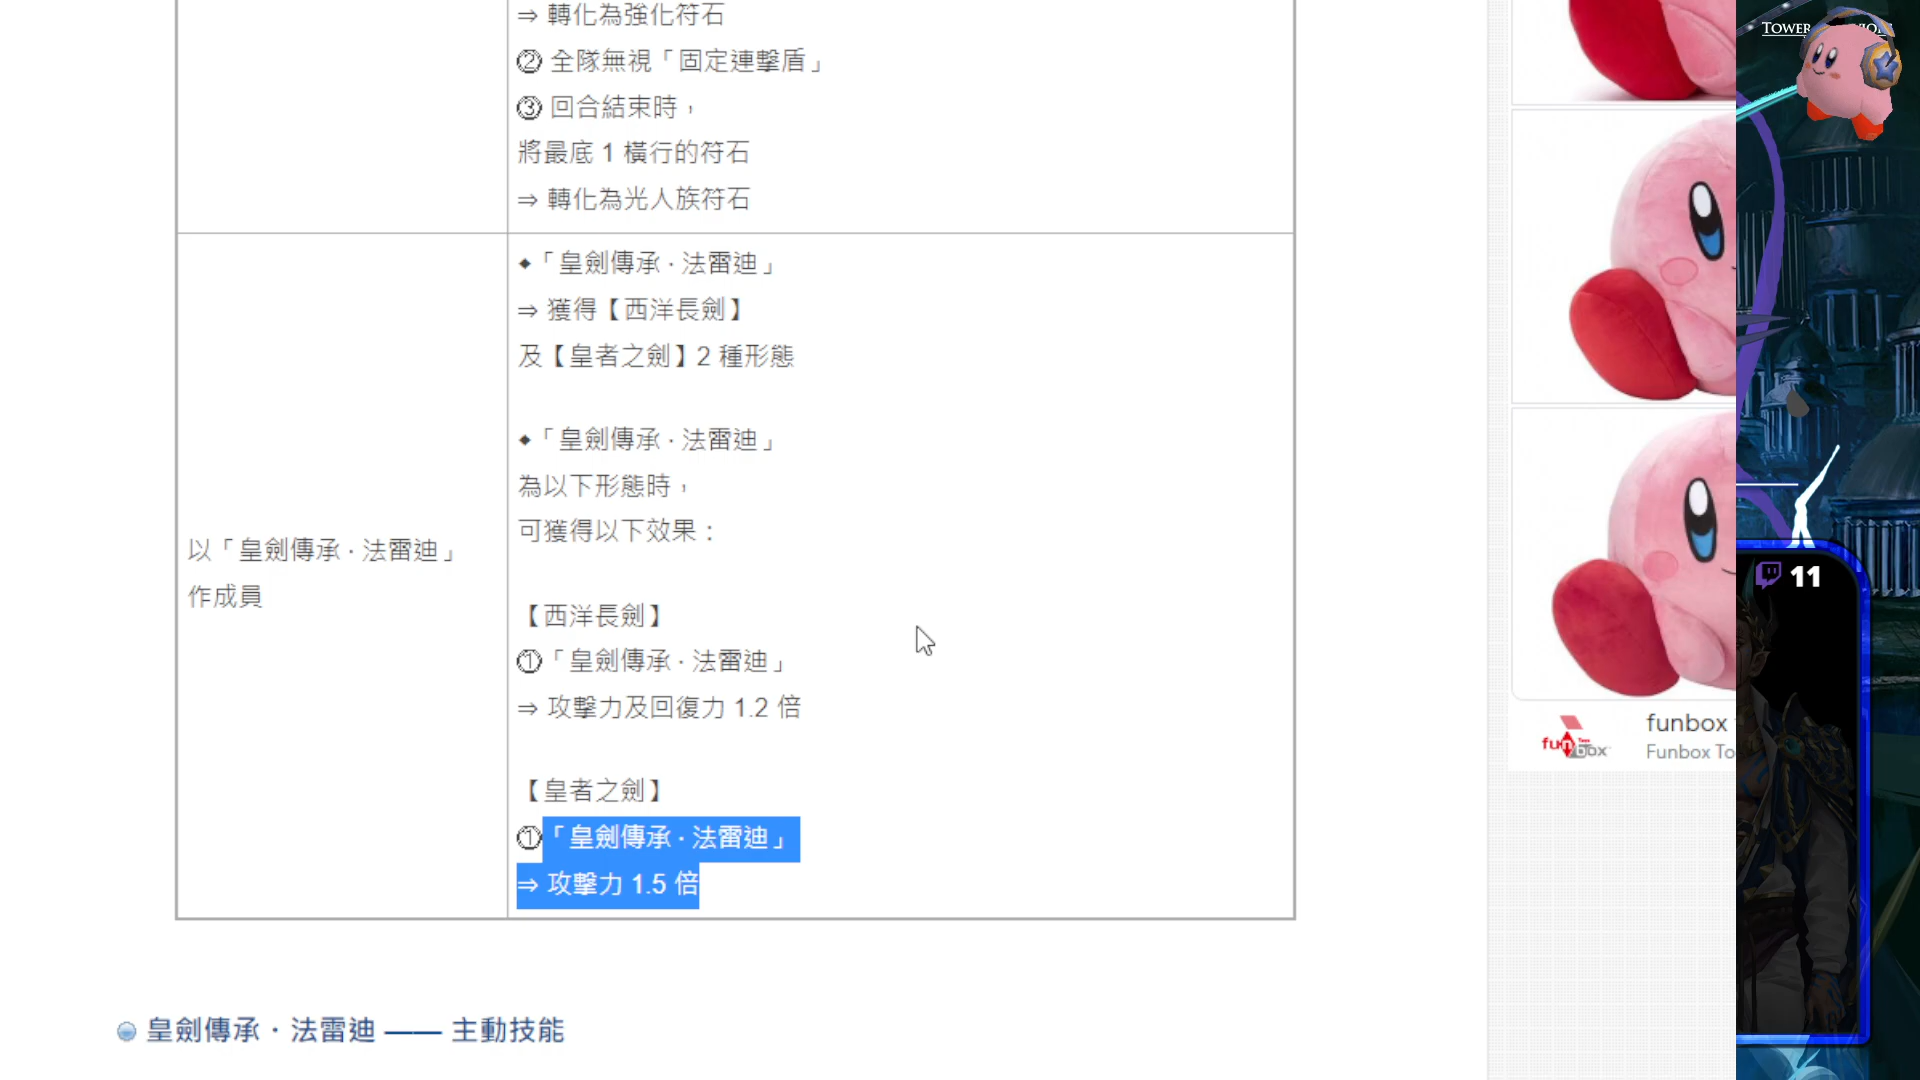 ⇒ 轉化為強化符石
② 全隊無視「固定連擊盾」
③ 回合結束時，
將最底 1 橫行的符石
⇒ 轉化為光人族符石
以「皇劍傳承 ‧ 法雷迪」
作成員
◆「皇劍傳承 ‧ 法雷迪」
⇒ 獲得【西洋長劍】
及【皇者之劍】2 種形態
◆「皇劍傳承 ‧ 法雷迪」
為以下形態時，
可獲得以下效果：
【西洋長劍】
①「皇劍傳承 ‧ 法雷迪」
⇒ 攻擊力及回復力 1.2 倍
【皇者之劍】
①「皇劍傳承 ‧ 法雷迪」
⇒ 攻擊力 1.5 倍
皇劍傳承 ‧ 法雷迪 —— 主動技能
funbox
Funbox To
funbox
TOWER
11